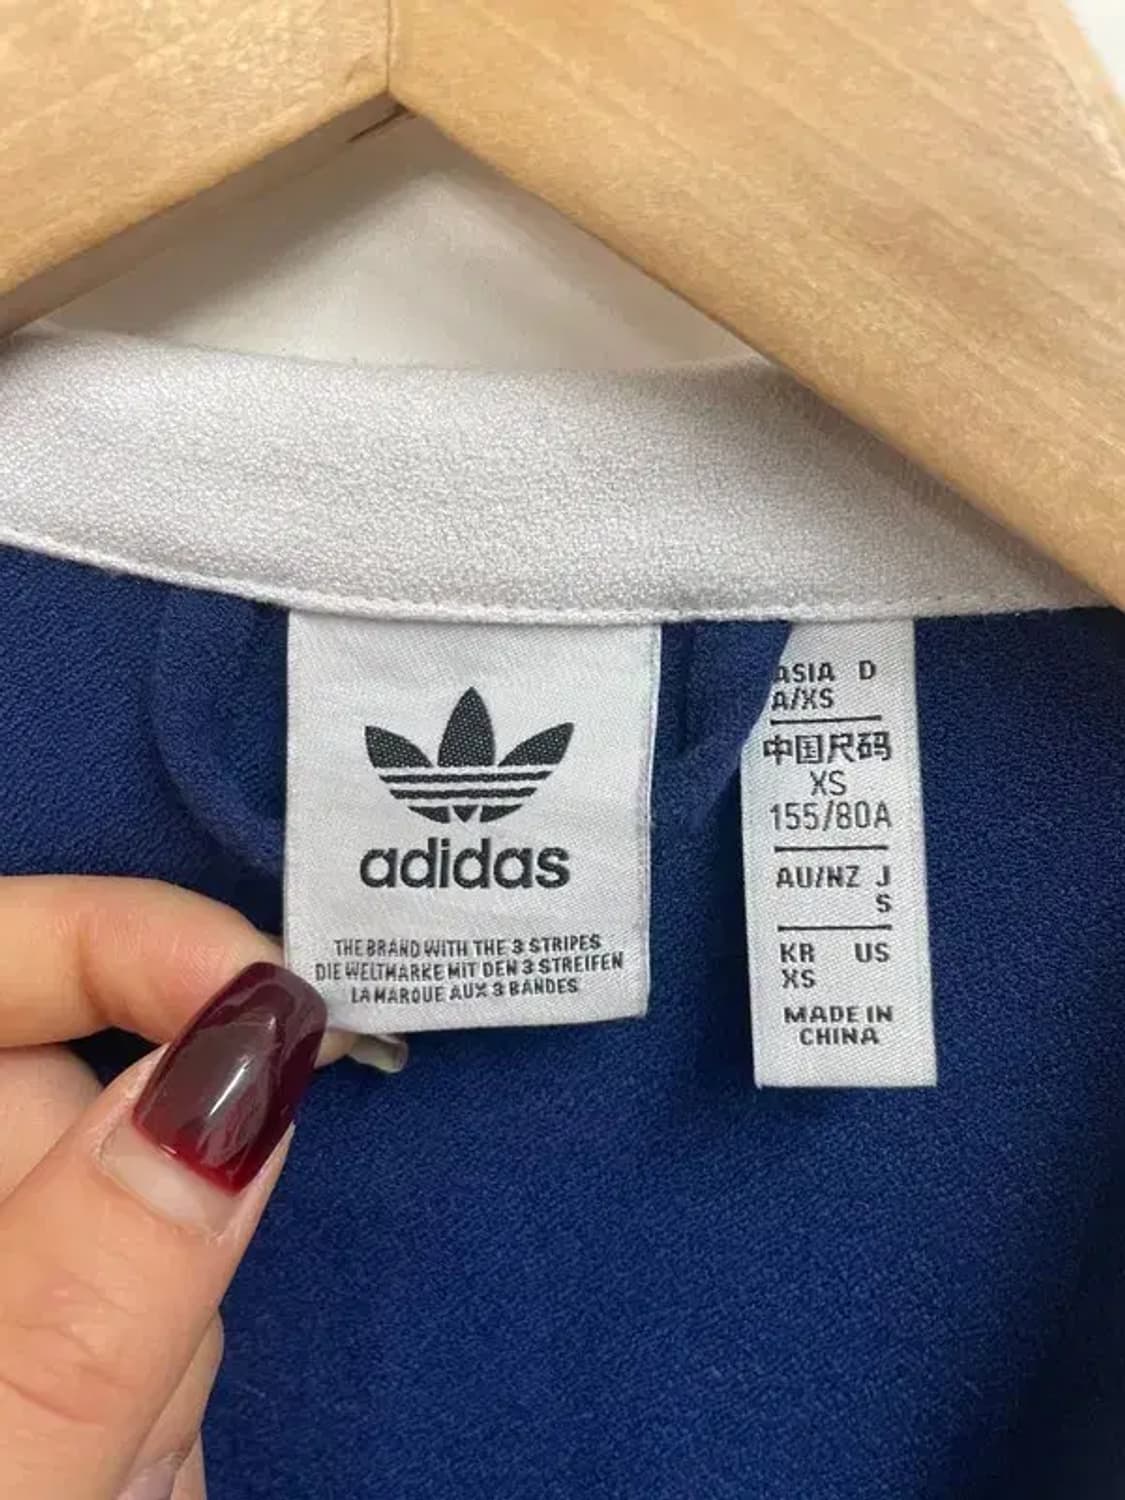 adidas
THE BRAND WITH THE 3 STRIPES
DIE WELTMARKE MIT DEN 3 STREIFEN
LA MARQUE AUX 3 BANDES
ASIA D
A/XS
中国尺码
XS
155/80A
AU/NZ J
S
KR US
XS
MADE IN
CHINA